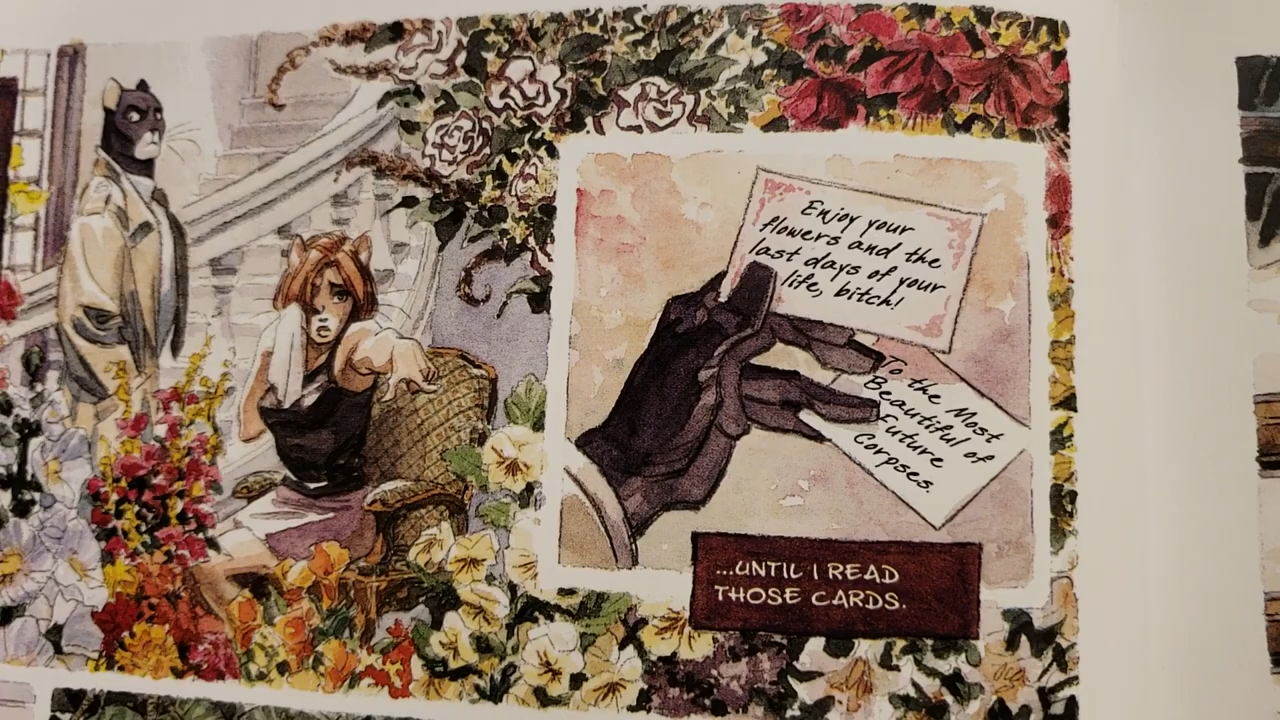 Enjoy your
flowers and the
last days of your
life, bitch!
To the Most
Beautiful of
Future
Corpses.
...UNTIL I READ
THOSE CARDS.